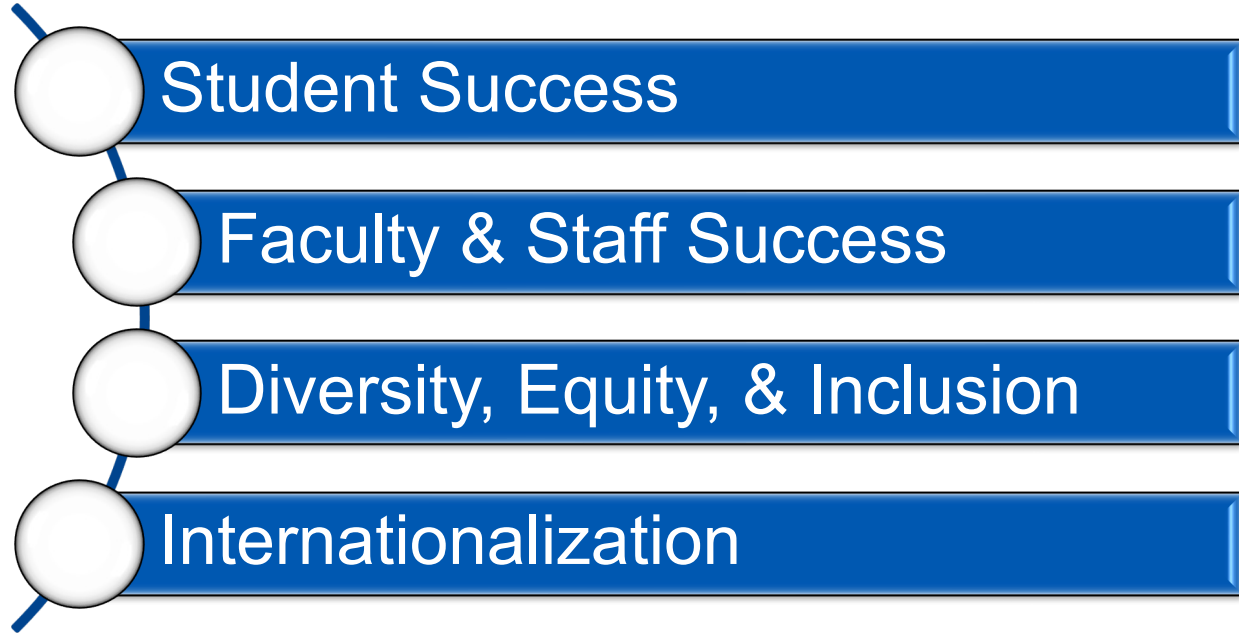 Student Success
Faculty & Staff Success
Diversity, Equity, & Inclusion
Internationalization